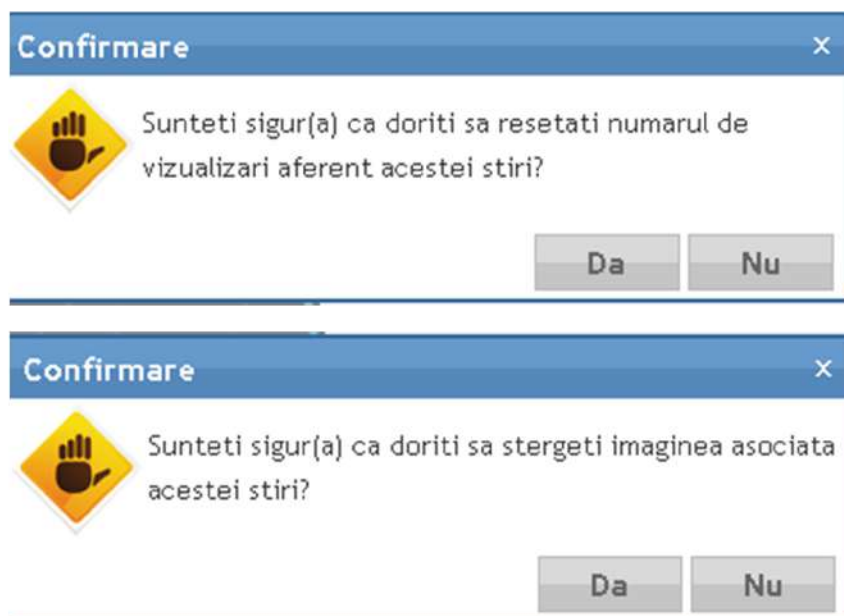 Confirmare x
Sunteti sigur(a) ca doriti sa resetati numarul de
vizualizari aferent acestei stiri?
Da Nu
Confirmare x
Sunteti sigur(a) ca doriti sa stergeti imaginea asociata
acestei stiri?
Da Nu